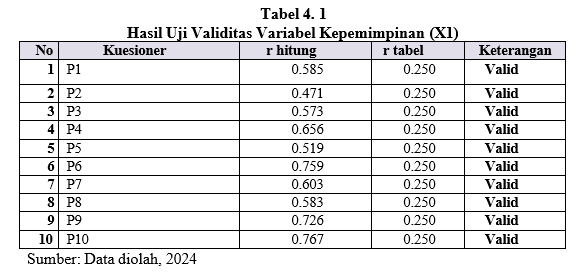 Tabel 4. 1
Hasil Uji Validitas Variabel Kepemimpinan (X1)
No Kuesioner r hitung r tabel Keterangan
1 P1 0.585 0.250 Valid
2 P2 0.471 0.250 Valid
3 P3 0.573 0.250 Valid
4 P4 0.656 0.250 Valid
5 P5 0.519 0.250 Valid
6 P6 0.759 0.250 Valid
7 P7 0.603 0.250 Valid
8 P8 0.583 0.250 Valid
9 P9 0.726 0.250 Valid
10 P10 0.767 0.250 Valid
Sumber: Data diolah, 2024